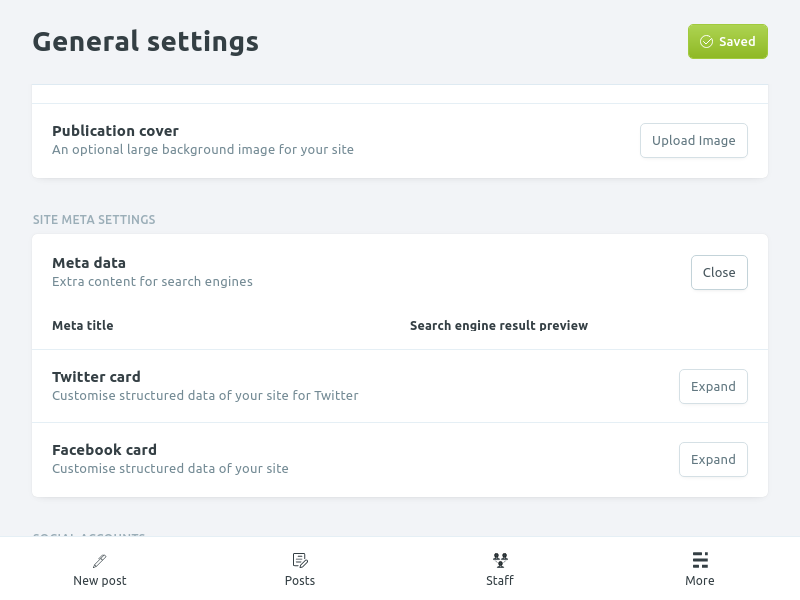 General settings
Saved
Publication cover
An optional large background image for your site
Upload Image
SITE META SETTINGS
Meta data
Extra content for search engines
Close
Meta title
Search engine result preview
Twitter card
Customise structured data of your site for Twitter
Expand
Facebook card
Customise structured data of your site
Expand
SOCIAL ACCOUNTS
New post
Posts
Staff
More